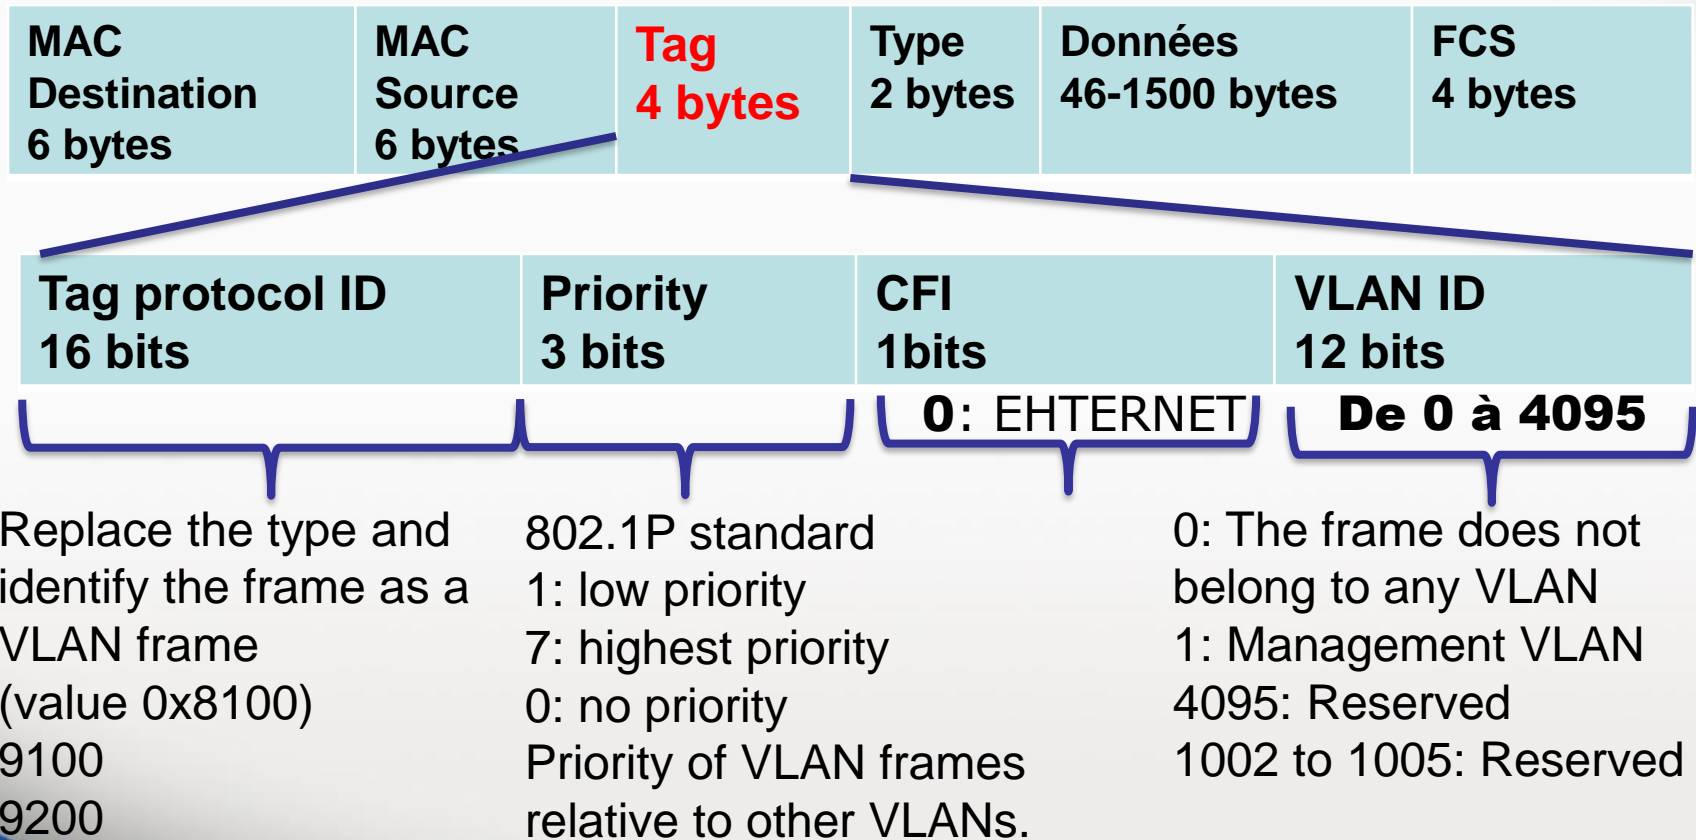 MAC
Destination
6 bytes
MAC
Source
6 bytes
Tag
4 bytes
Type
2 bytes
Données
46-1500 bytes
FCS
4 bytes
Tag protocol ID
16 bits
Priority
3 bits
CFI
1bits
VLAN ID
12 bits
0: EHTERNET
De 0 à 4095
Replace the type and
identify the frame as a
VLAN frame
(value 0x8100)
9100
9200
802.1P standard
1: low priority
7: highest priority
0: no priority
Priority of VLAN frames
relative to other VLANs.
0: The frame does not
belong to any VLAN
1: Management VLAN
4095: Reserved
1002 to 1005: Reserved